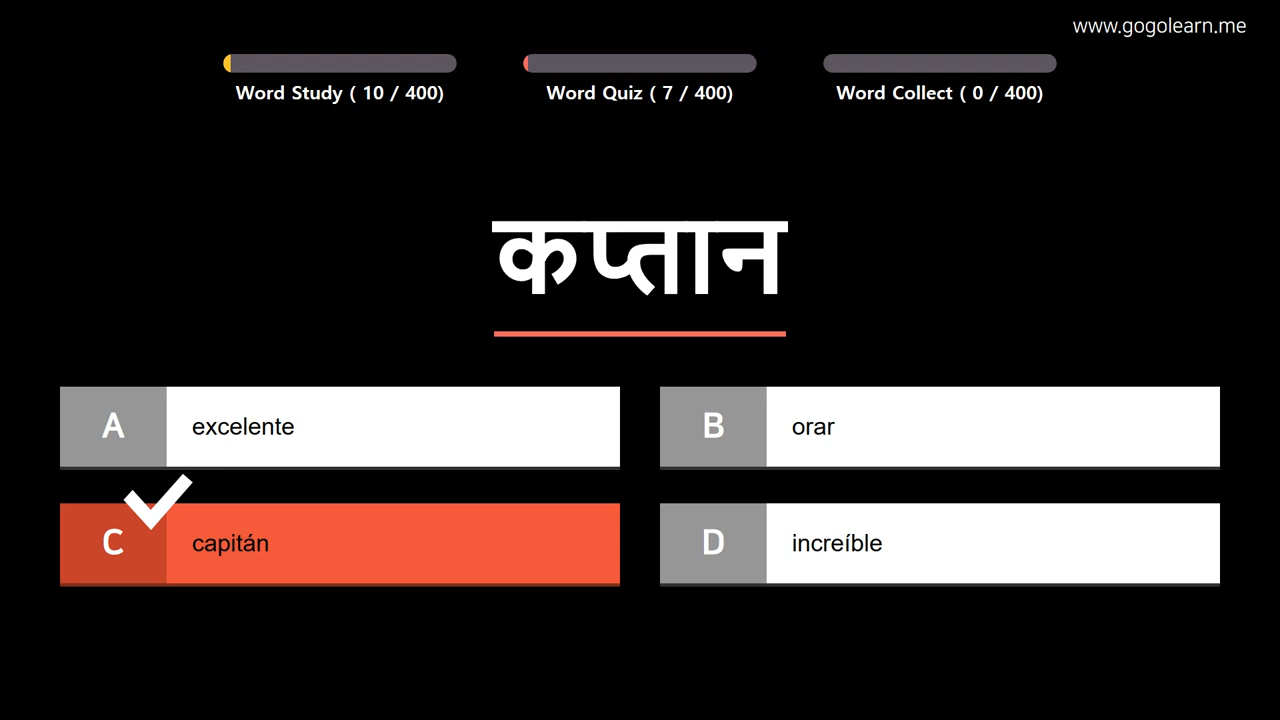 www.gogolearn.me
Word Study ( 10 / 400)
Word Quiz ( 7 / 400)
Word Collect ( 0 / 400)
कप्तान
A excelente
B orar
C capitán
D increíble